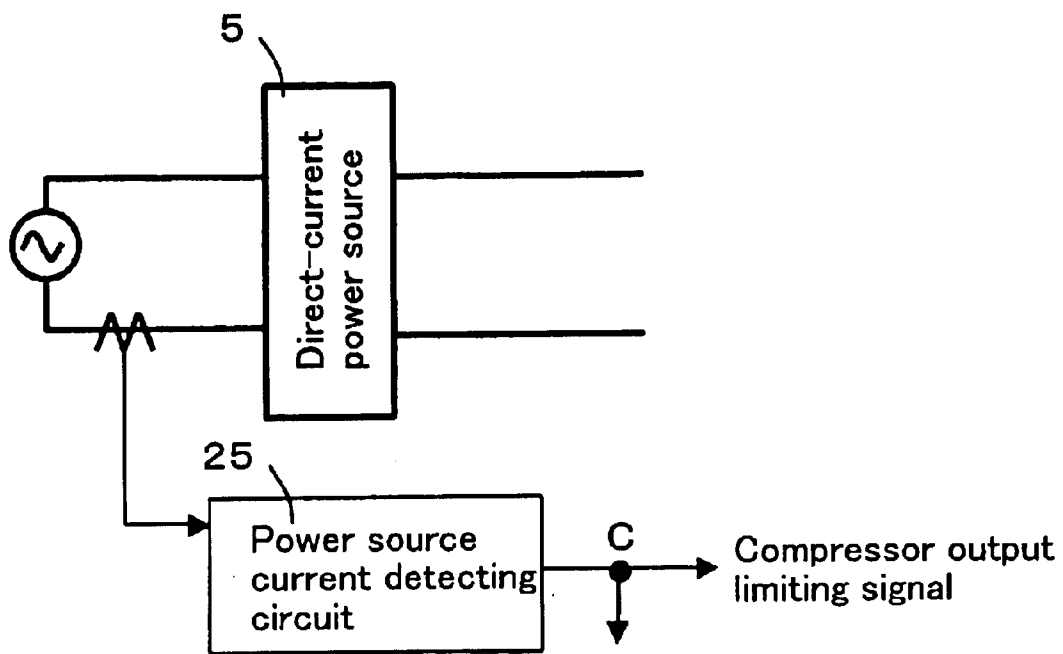 5
Direct-current
power source
25
Power source
current detecting
circuit
C
Compressor output
limiting signal